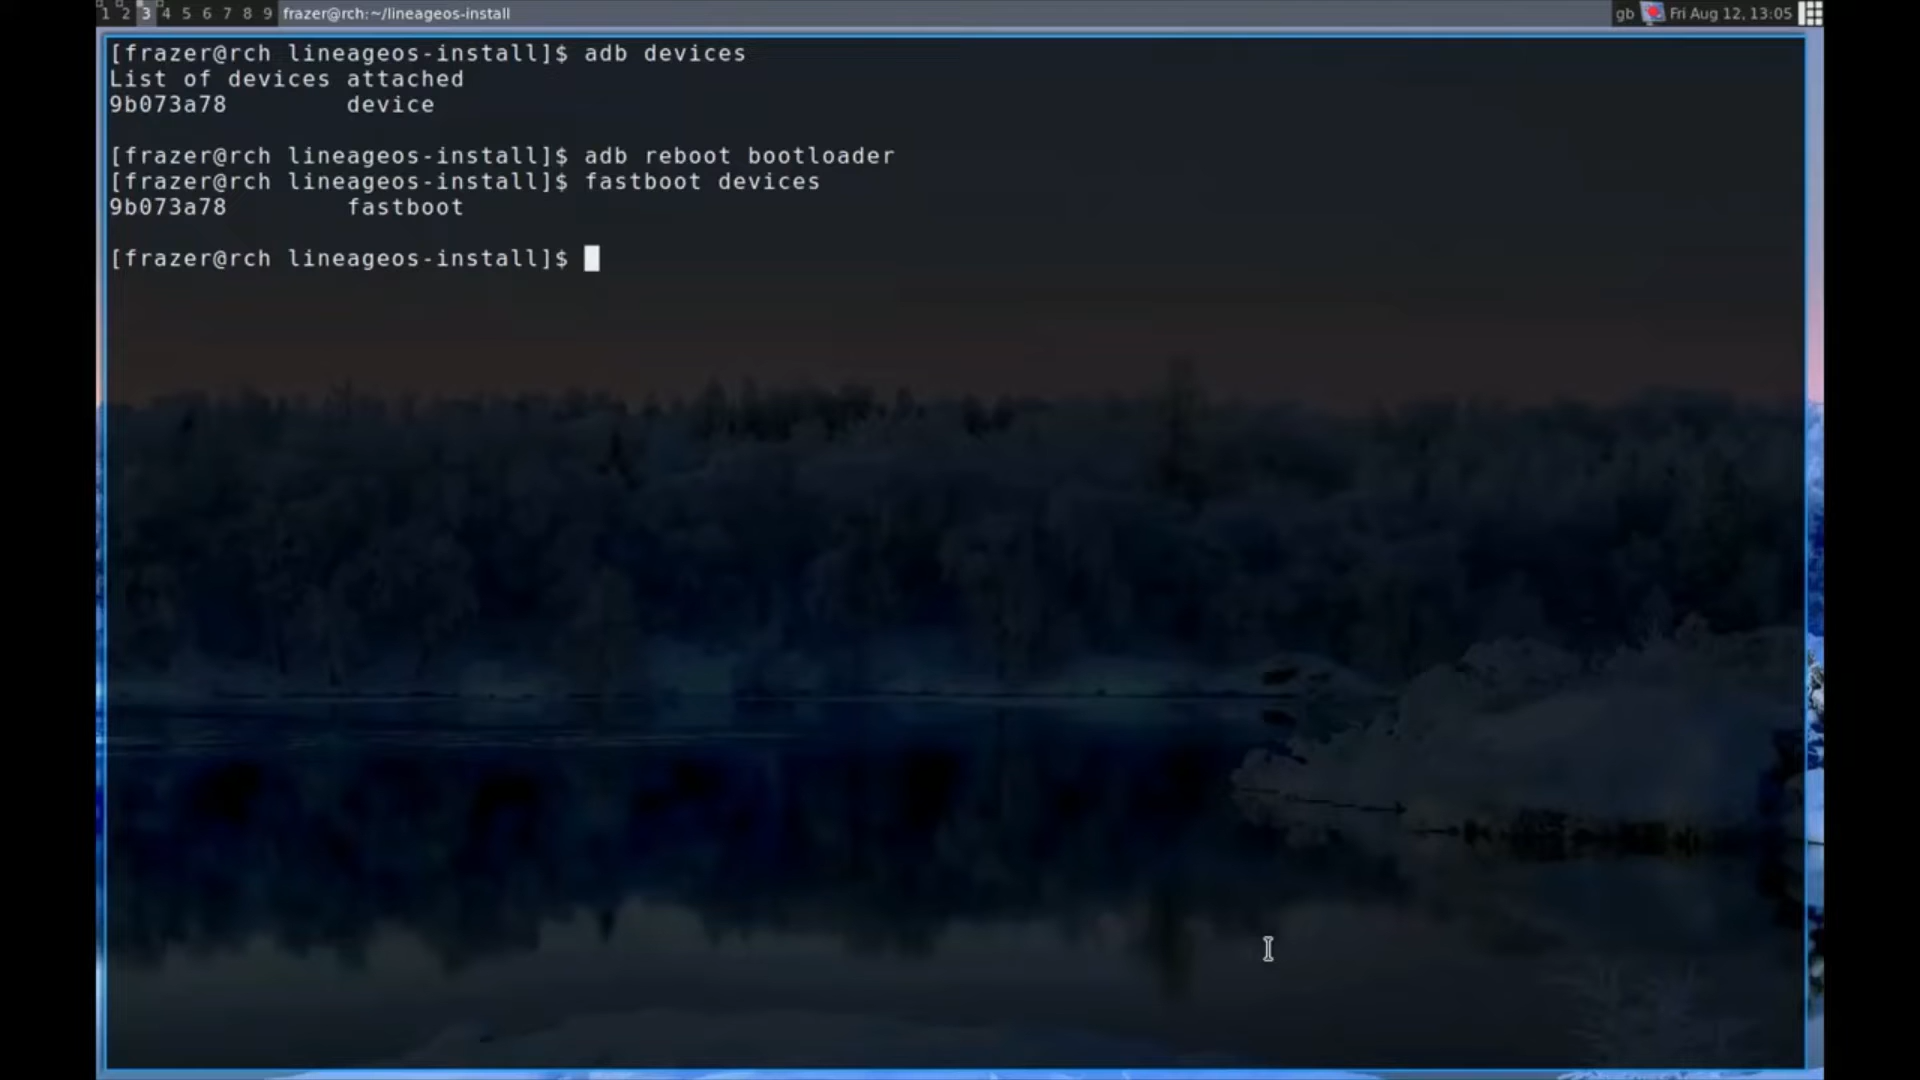 1 2 3 4 5 6 7 8 9 frazer@rch:~/lineageos-install gb Fri Aug 12, 13:05
[frazer@rch lineageos-install]$ adb devices
List of devices attached
9b073a78 device
[frazer@rch lineageos-install]$ adb reboot bootloader
[frazer@rch lineageos-install]$ fastboot devices
9b073a78 fastboot
[frazer@rch lineageos-install]$